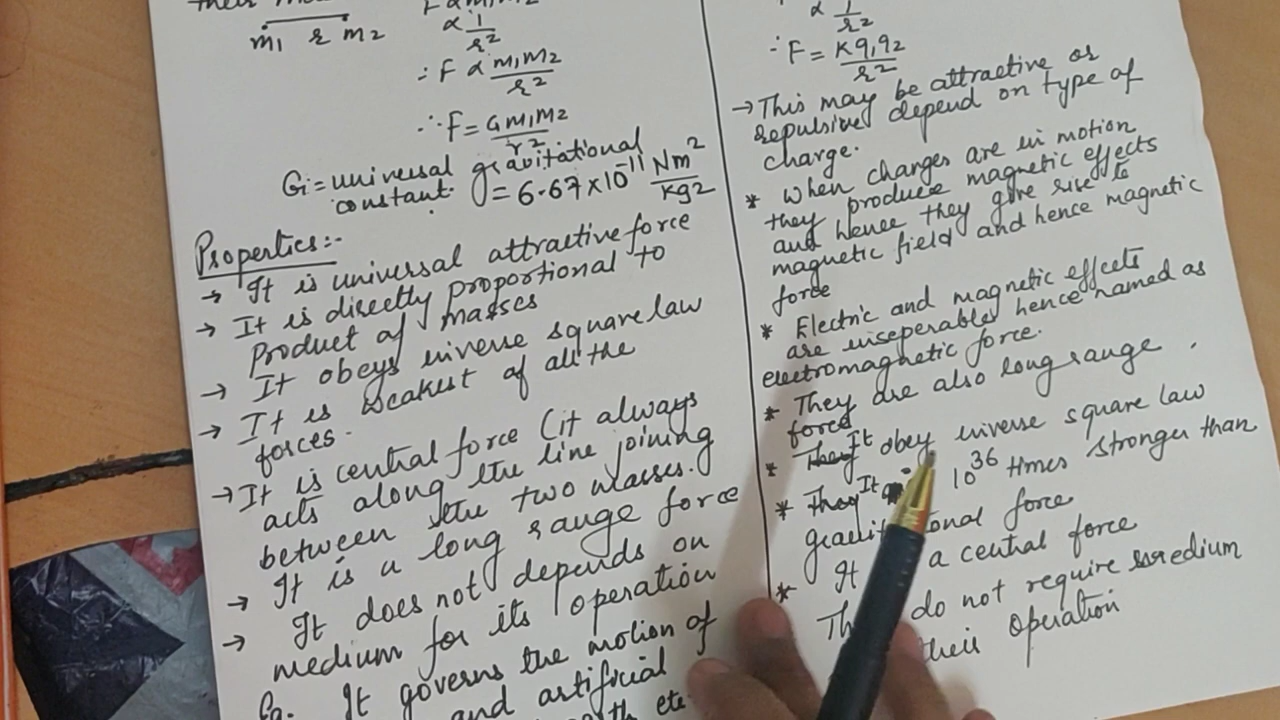 their
m1 r m2
∝ 1/r²
∴ F ∝ m1m2/r²
∴ F = Gm1m2/r²
G = universal gravitational
constant. = 6.67×10⁻¹¹ Nm²/kg2
Properties:-
→ It is universal attractive force
→ It is directly proportional to
product of masses
→ It obeys inverse square law
→ It is weakest of all the
forces.
→ It is central force (it always
acts along the line joining
between the two masses.)
→ It is a long range force
→ It does not depends on
medium for its operation
Eg. It governs the motion of
and artificial
etc
∝ 1/r²
∴ F = Kq1q2/r²
→ This may be attractive or
repulsive depend on type of
charge.
* When charges are in motion
they produce magnetic effects
and hence they give rise to
magnetic field and hence magnetic
force
* Electric and magnetic effects
are inseperable hence named as
electromagnetic force.
* They are also long range
force
* It obey inverse square law
* It 10³⁶ times stronger than
force
* It a central force
do not require medium
their operation